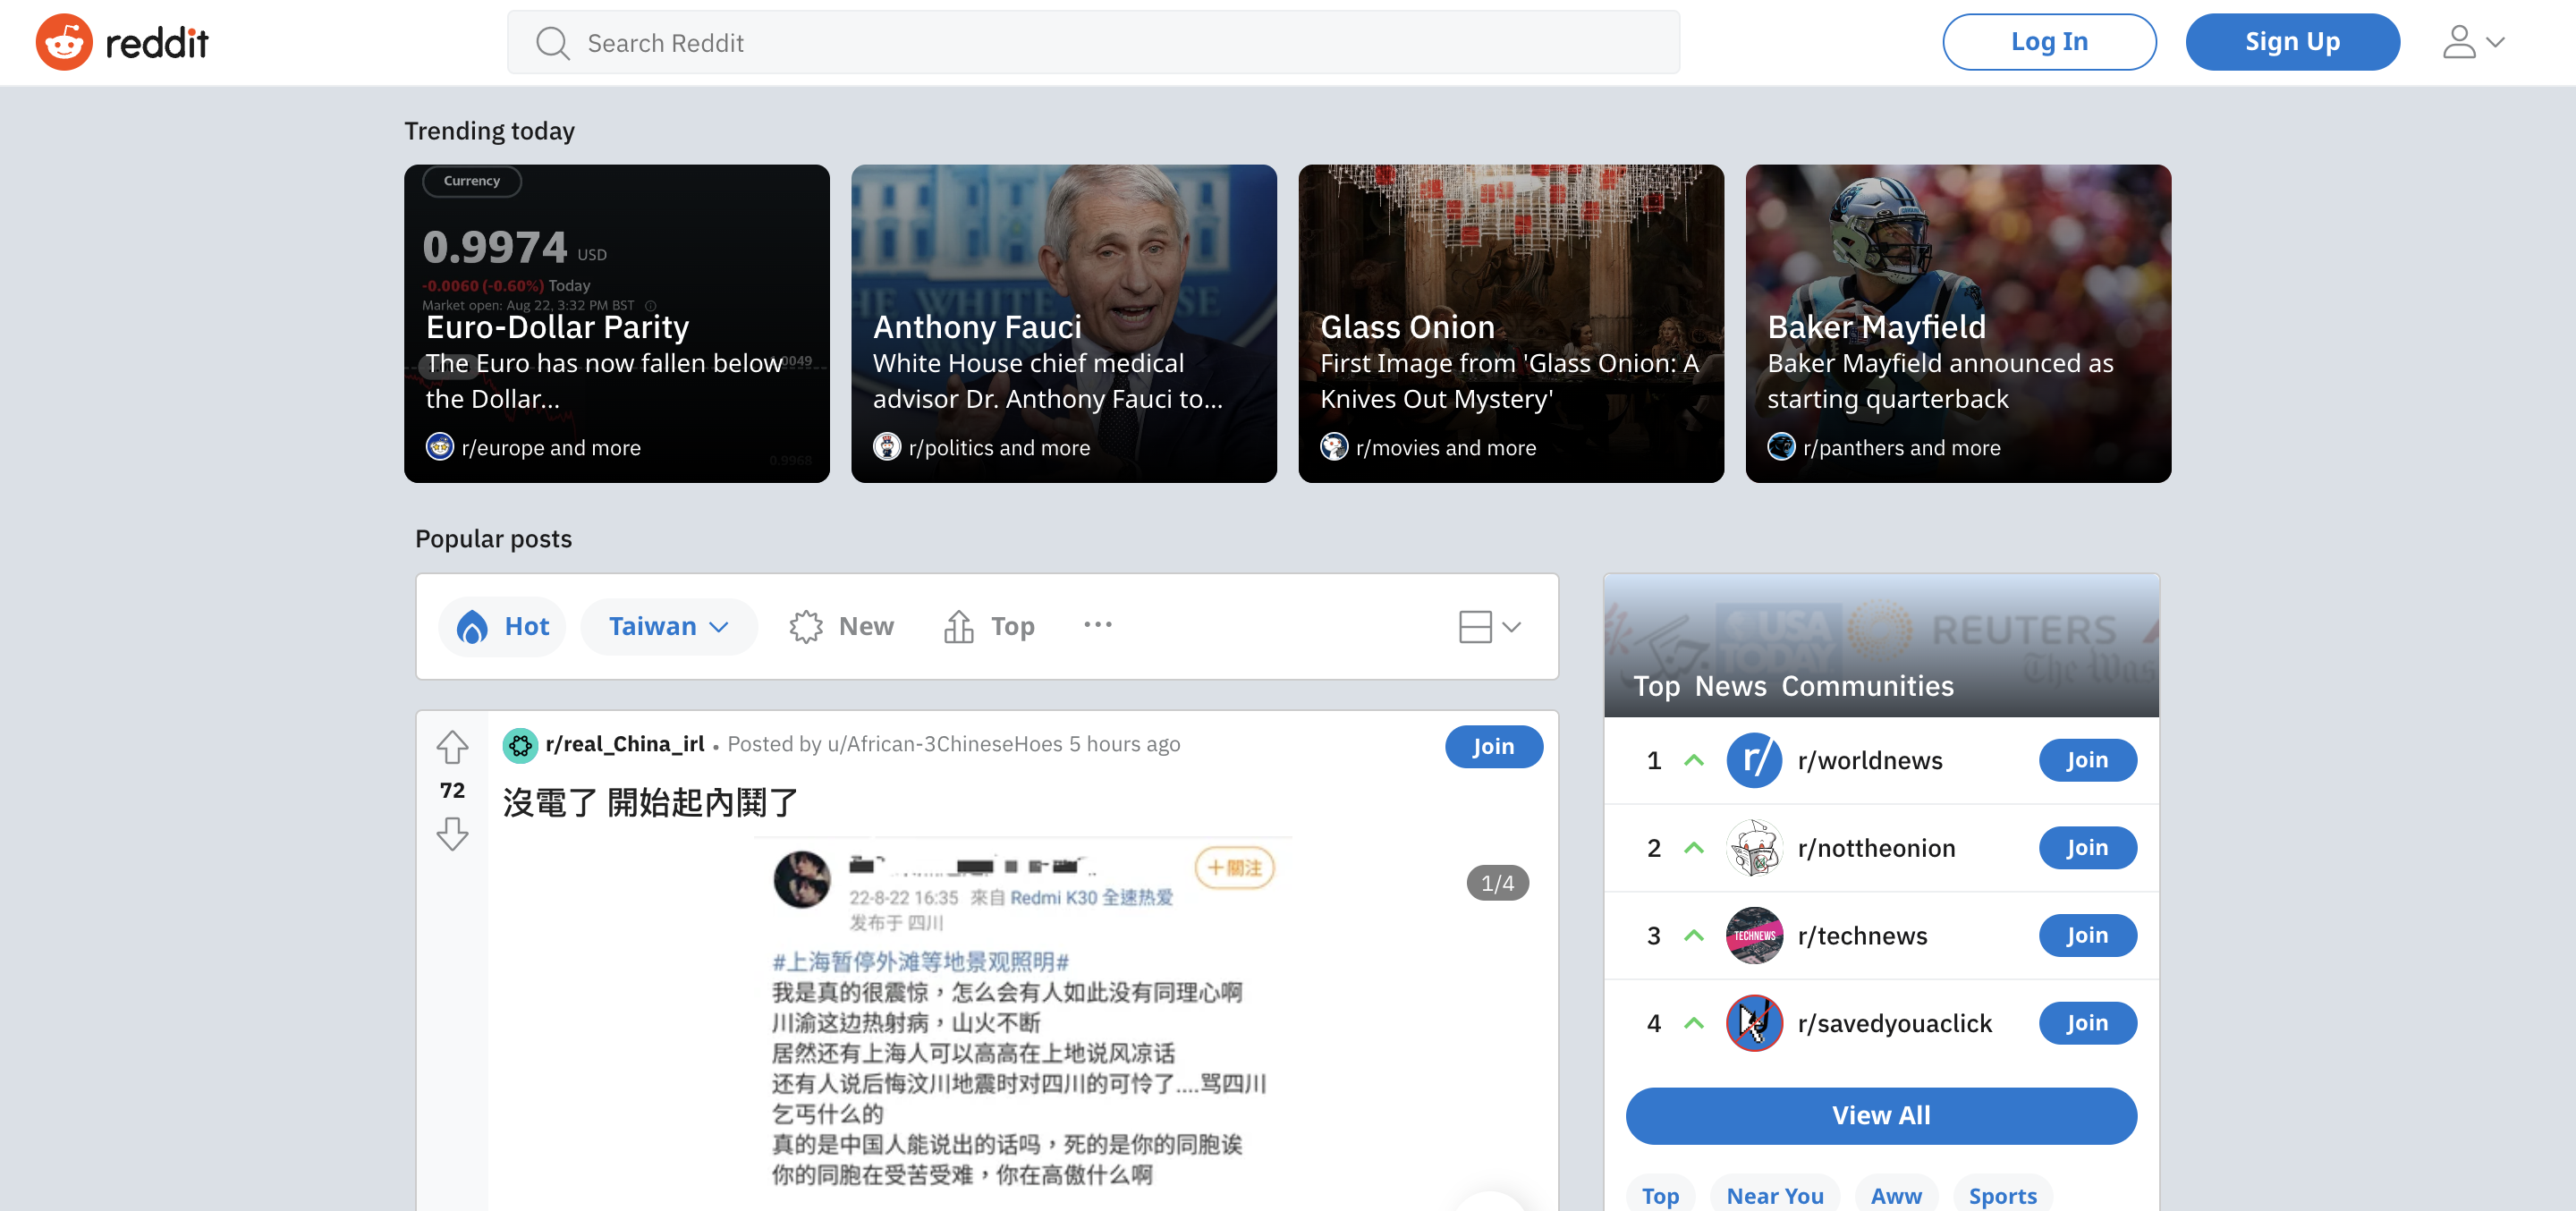 reddit
Search Reddit
Log In
Sign Up
Trending today
Currency
0.9974 USD
-0.0060 (-0.60%) Today
Market open: Aug 22, 3:32 PM BST
Euro-Dollar Parity
The Euro has now fallen below
the Dollar...
r/europe and more
0.9968
THE WHITE HOUSE
Anthony Fauci
White House chief medical
advisor Dr. Anthony Fauci to...
r/politics and more
Glass Onion
First Image from 'Glass Onion: A
Knives Out Mystery'
r/movies and more
Baker Mayfield
Baker Mayfield announced as
starting quarterback
r/panthers and more
Popular posts
Hot
Taiwan
New
Top
...
r/real_China_irl • Posted by u/African-3ChineseHoes 5 hours ago
Join
72
沒電了 開始起內鬨了
+關注
1/4
22-8-22 16:35 來自 Redmi K30 全速热爱
发布于 四川
#上海暂停外滩等地景观照明#
我是真的很震惊，怎么会有人如此没有同理心啊
川渝这边热射病，山火不断
居然还有上海人可以高高在上地说风凉话
还有人说后悔汶川地震时对四川的可怜了....骂四川
乞丐什么的
真的是中国人能说出的话吗，死的是你的同胞诶
你的同胞在受苦受难，你在高傲什么啊
USA
TODAY
REUTERS
The Was
Top News Communities
1 r/worldnews Join
2 r/nottheonion Join
3 TECHNEWS r/technews Join
4 r/savedyouaclick Join
View All
Top
Near You
Aww
Sports